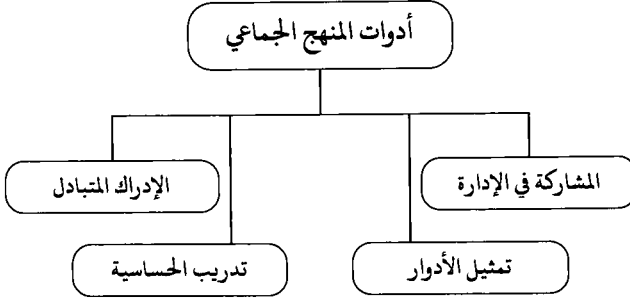 أدوات المنهج الجماعي
المشاركة في الإدارة
الإدراك المتبادل
تمثيل الأدوار
تدريب الحساسية